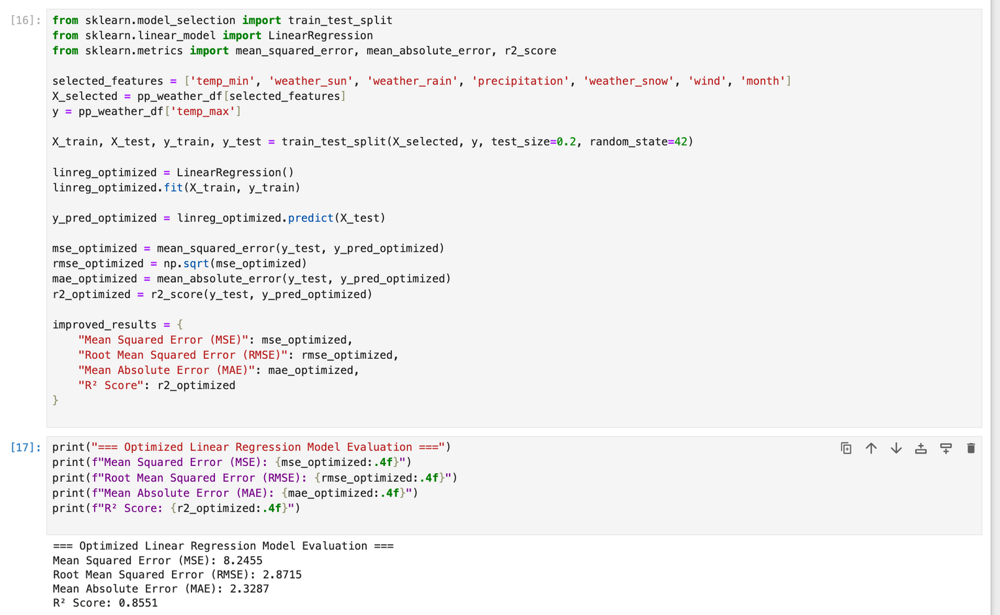 [16]: from sklearn.model_selection import train_test_split
from sklearn.linear_model import LinearRegression
from sklearn.metrics import mean_squared_error, mean_absolute_error, r2_score

selected_features = ['temp_min', 'weather_sun', 'weather_rain', 'precipitation', 'weather_snow', 'wind', 'month']
X_selected = pp_weather_df[selected_features]
y = pp_weather_df['temp_max']

X_train, X_test, y_train, y_test = train_test_split(X_selected, y, test_size=0.2, random_state=42)

linreg_optimized = LinearRegression()
linreg_optimized.fit(X_train, y_train)

y_pred_optimized = linreg_optimized.predict(X_test)

mse_optimized = mean_squared_error(y_test, y_pred_optimized)
rmse_optimized = np.sqrt(mse_optimized)
mae_optimized = mean_absolute_error(y_test, y_pred_optimized)
r2_optimized = r2_score(y_test, y_pred_optimized)

improved_results = {
    "Mean Squared Error (MSE)": mse_optimized,
    "Root Mean Squared Error (RMSE)": rmse_optimized,
    "Mean Absolute Error (MAE)": mae_optimized,
    "R² Score": r2_optimized
}

[17]: print("=== Optimized Linear Regression Model Evaluation ===")
print(f"Mean Squared Error (MSE): {mse_optimized:.4f}")
print(f"Root Mean Squared Error (RMSE): {rmse_optimized:.4f}")
print(f"Mean Absolute Error (MAE): {mae_optimized:.4f}")
print(f"R² Score: {r2_optimized:.4f}")

=== Optimized Linear Regression Model Evaluation ===
Mean Squared Error (MSE): 8.2455
Root Mean Squared Error (RMSE): 2.8715
Mean Absolute Error (MAE): 2.3287
R² Score: 0.8551